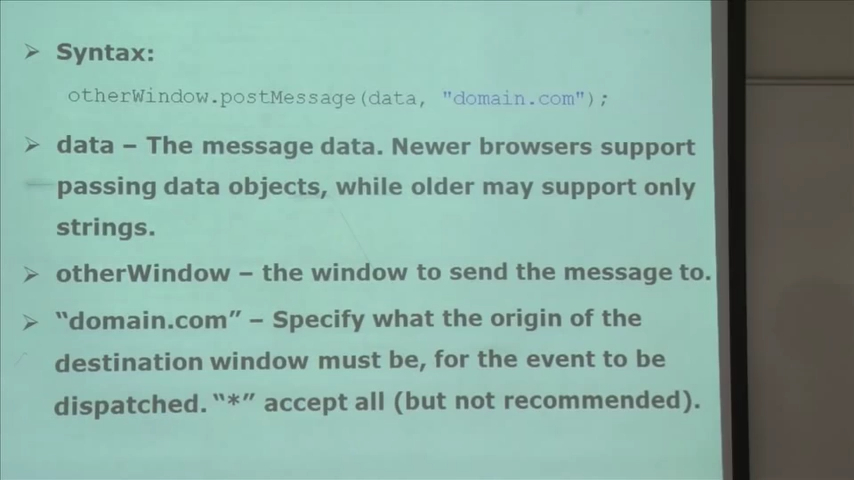 Syntax:
otherWindow.postMessage(data, "domain.com");
data – The message data. Newer browsers support
passing data objects, while older may support only
strings.
otherWindow – the window to send the message to.
“domain.com” – Specify what the origin of the
destination window must be, for the event to be
dispatched. “*” accept all (but not recommended).